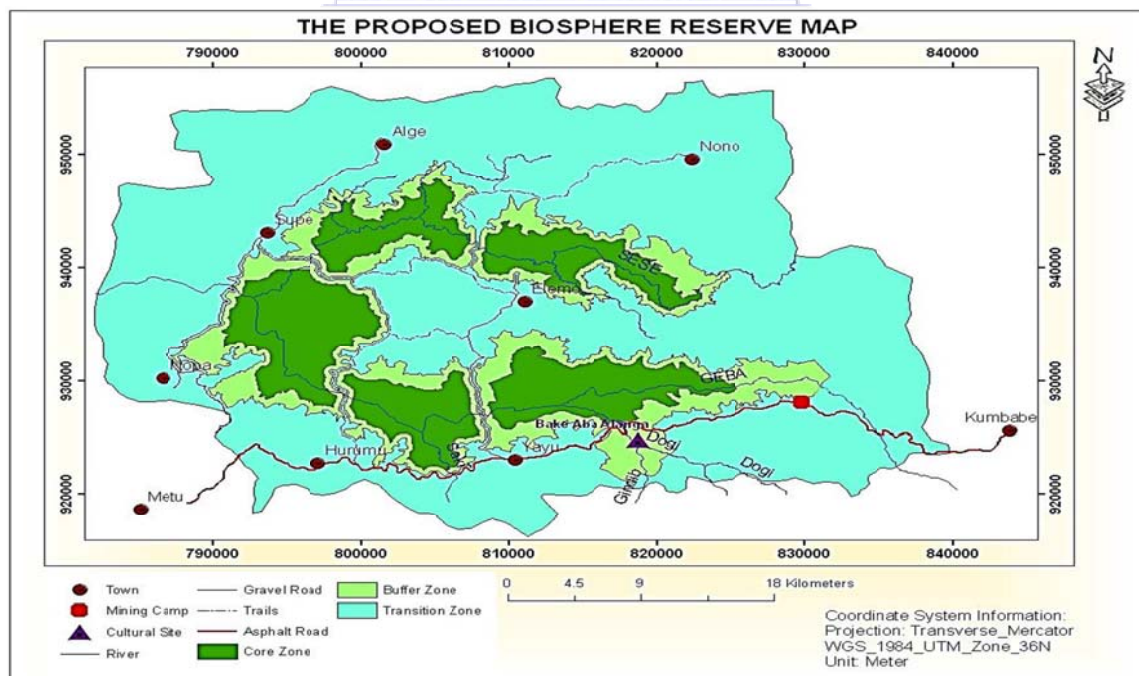 THE PROPOSED BIOSPHERE RESERVE MAP
790000 800000 810000 820000 830000 840000
N
950000 950000
940000 940000
930000 930000
920000 920000
Alge
Nono
Supe
SESE
Elemo
Nopa
GEBA
Kumbabe
Bake Aba Alanga
Dogi
Hurumu
Yayu
Dogi
Metu
790000 800000 810000 820000 830000 840000
Town
Mining Camp
Cultural Site
River
Gravel Road
Trails
Asphalt Road
Core Zone
Buffer Zone
Transition Zone
0 4.5 9 18 Kilometers
Coordinate System Information:
Projection: Transverse_Mercator
WGS_1984_UTM_Zone_36N
Unit: Meter